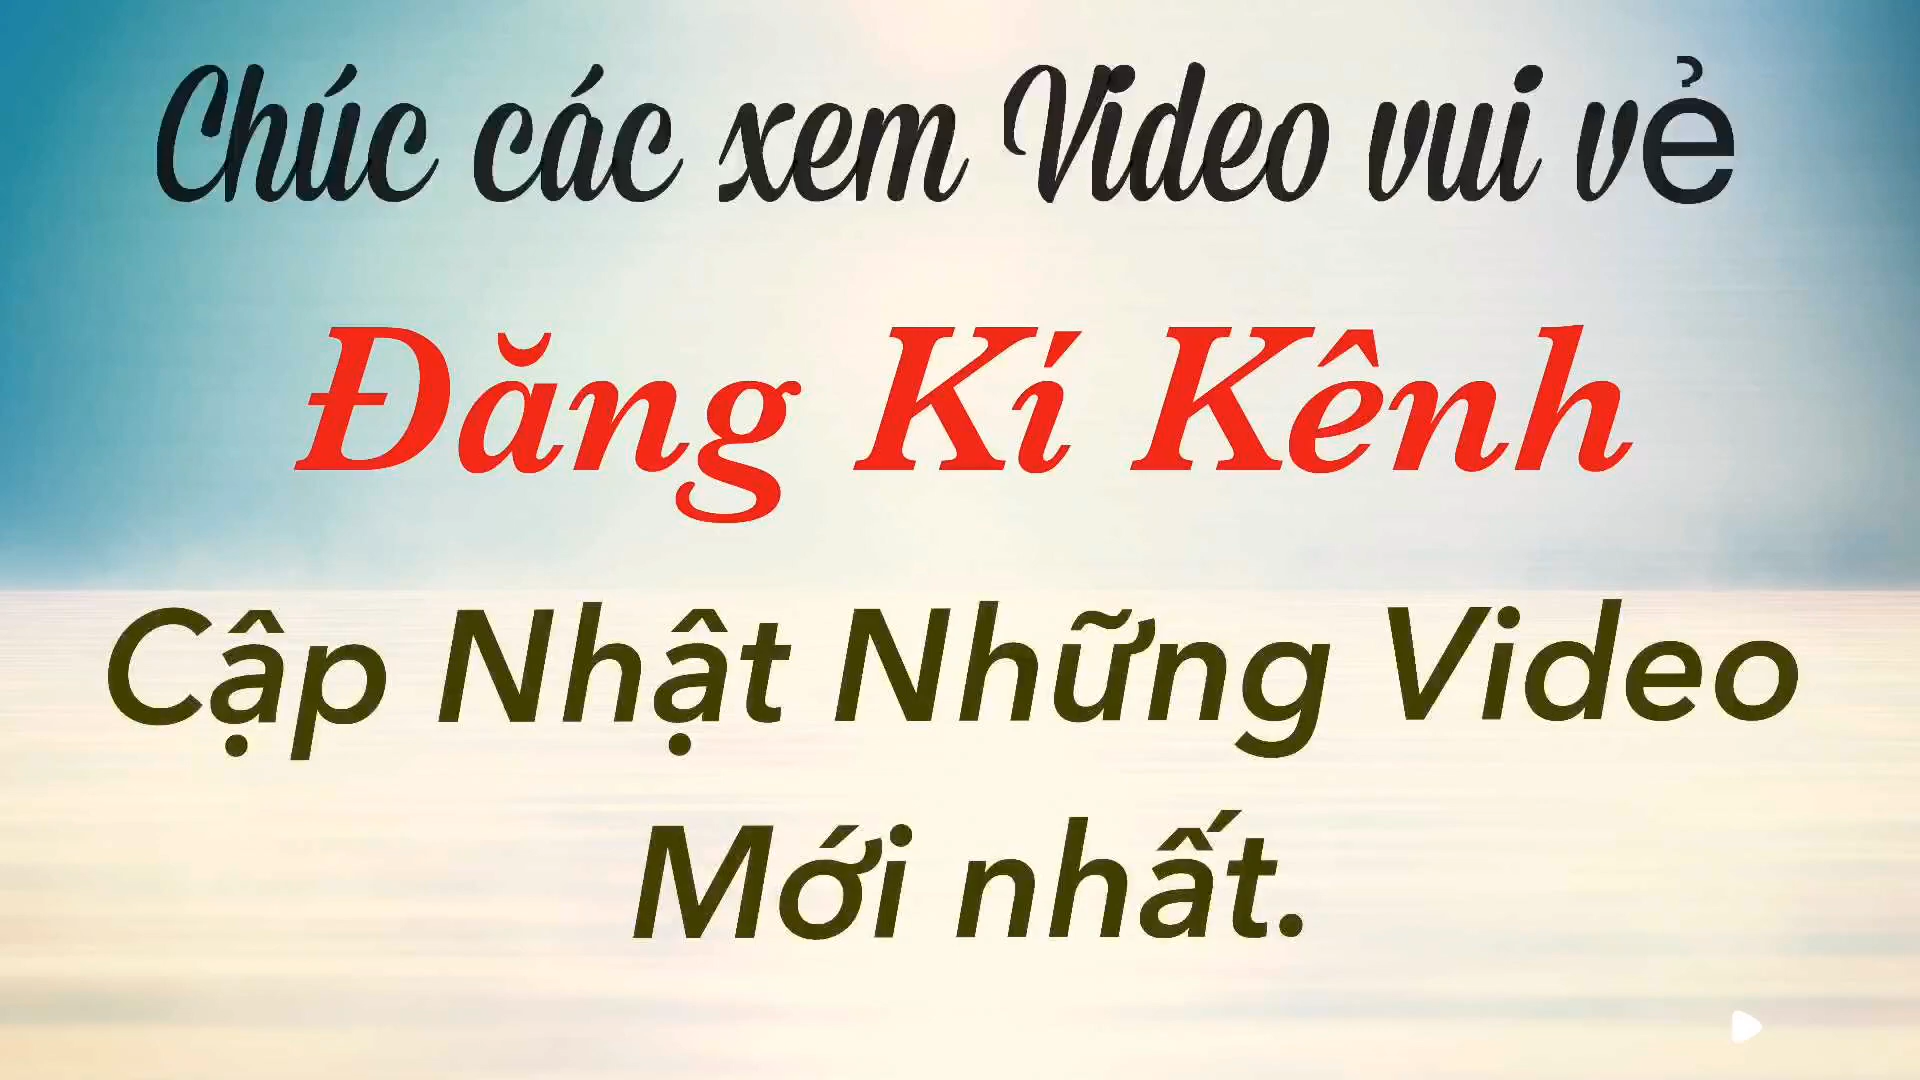 Chúc các xem Video vui vẻ
Đăng Kí Kênh
Cập Nhật Những Video
Mới nhất.